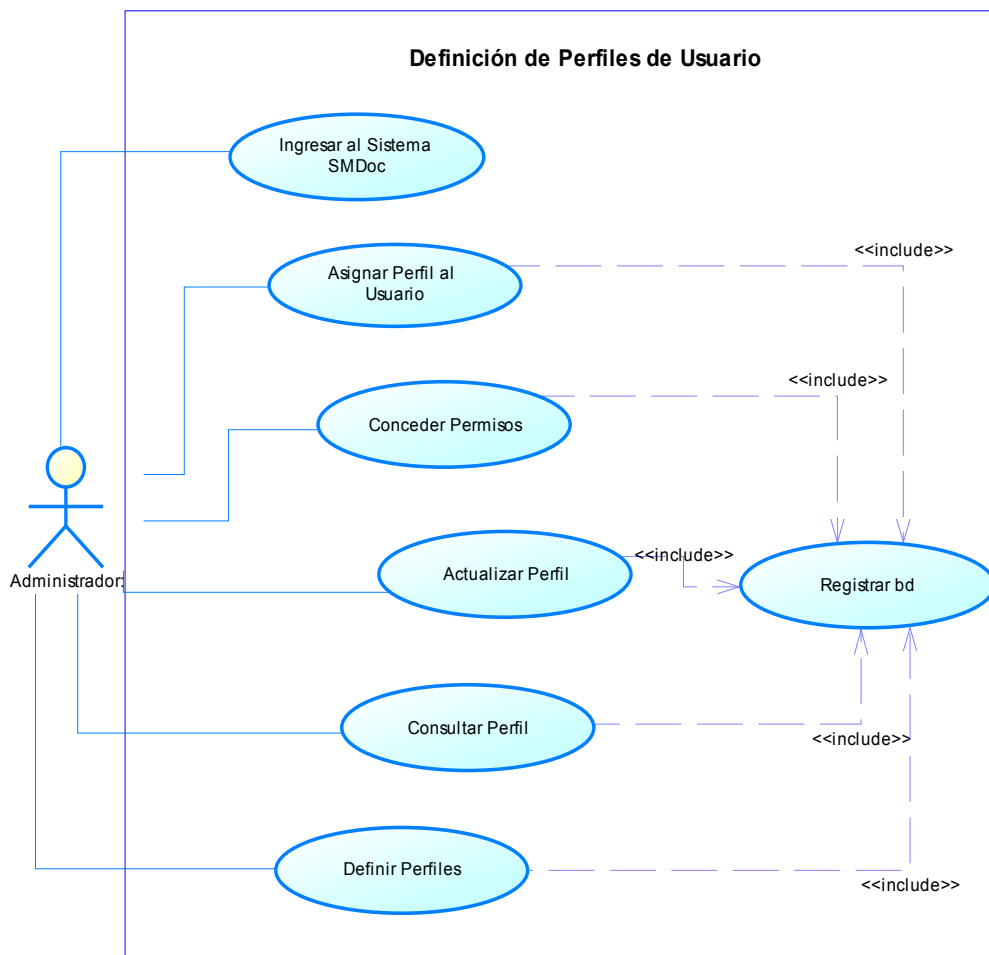 Definición de Perfiles de Usuario
Ingresar al Sistema
SMDoc
<<include>>
Asignar Perfil al
Usuario
<<include>>
Conceder Permisos
<<include>>
Actualizar Perfil
Registrar bd
Administrador:
Consultar Perfil
<<include>>
Definir Perfiles
<<include>>